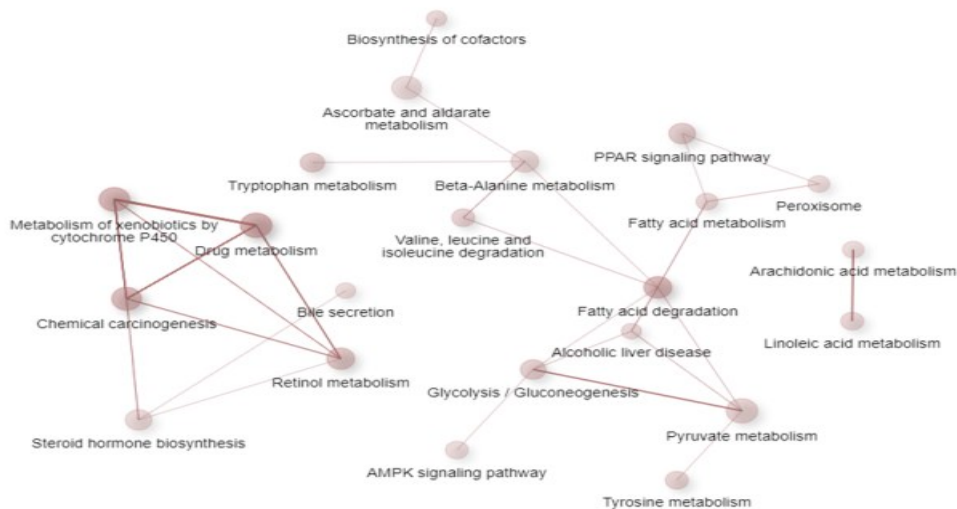 Biosynthesis of cofactors
Ascorbate and aldarate
metabolism
PPAR signaling pathway
Tryptophan metabolism
Beta-Alanine metabolism
Peroxisome
Metabolism of xenobiotics by
cytochrome P450
Drug metabolism
Valine, leucine and
isoleucine degradation
Fatty acid metabolism
Arachidonic acid metabolism
Chemical carcinogenesis
Bile secretion
Fatty acid degradation
Linoleic acid metabolism
Alcoholic liver disease
Retinol metabolism
Glycolysis / Gluconeogenesis
Steroid hormone biosynthesis
Pyruvate metabolism
AMPK signaling pathway
Tyrosine metabolism